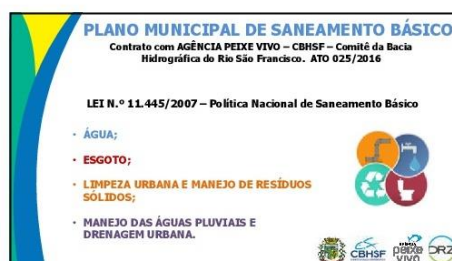 PLANO MUNICIPAL DE SANEAMENTO BÁSICO
Contrato com AGÊNCIA PEIXE VIVO – CBHSF – Comitê da Bacia
Hidrográfica do Rio São Francisco. ATO 025/2016
LEI N.º 11.445/2007 – Política Nacional de Saneamento Básico
• ÁGUA;
• ESGOTO;
• LIMPEZA URBANA E MANEJO DE RESÍDUOS
SÓLIDOS;
• MANEJO DAS ÁGUAS PLUVIAIS E
DRENAGEM URBANA.
CBHSF
peixe
vivo
DRZ